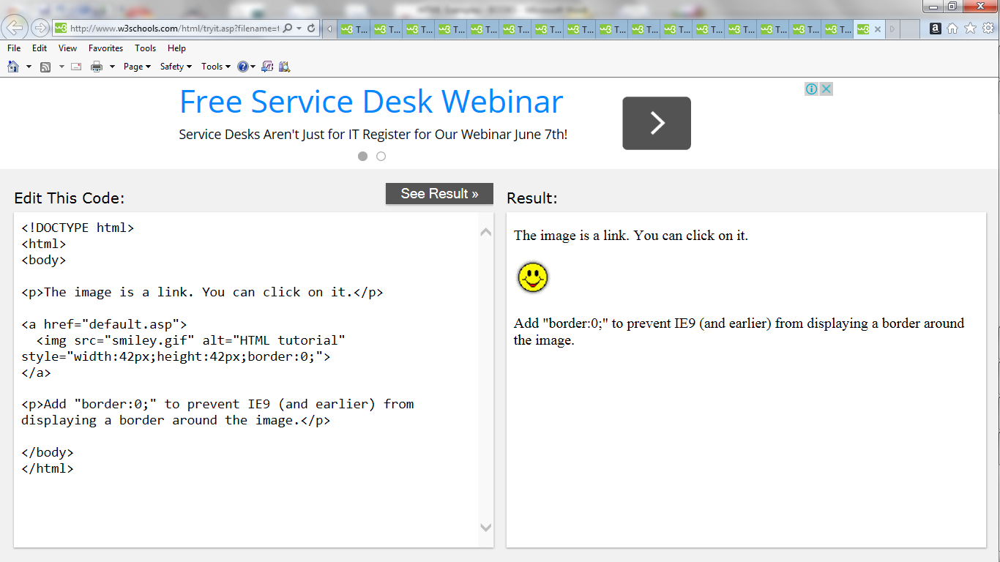 http://www.w3schools.com/html/tryit.asp?filename=t
T... T... T... T... T... T... T... T... T... T... T... T... T... T... T... T...
File Edit View Favorites Tools Help
Page Safety Tools
Free Service Desk Webinar
Service Desks Aren't Just for IT Register for Our Webinar June 7th!
Edit This Code:
See Result »
<!DOCTYPE html>
<html>
<body>
<p>The image is a link. You can click on it.</p>
<a href="default.asp">
<img src="smiley.gif" alt="HTML tutorial"
style="width:42px;height:42px;border:0;">
</a>
<p>Add "border:0;" to prevent IE9 (and earlier) from
displaying a border around the image.</p>
</body>
</html>
Result:
The image is a link. You can click on it.
Add "border:0;" to prevent IE9 (and earlier) from displaying a border around
the image.